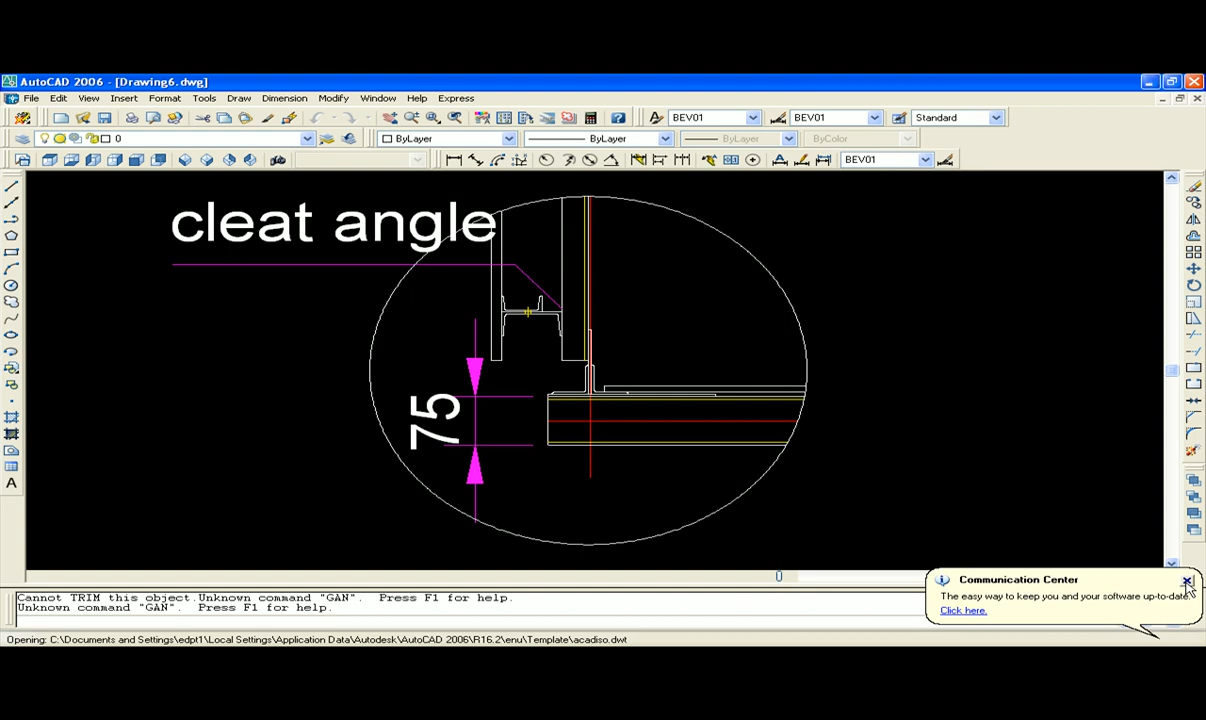 AutoCAD 2006 - [Drawing6.dwg]
File Edit View Insert Format Tools Draw Dimension Modify Window Help Express
BEV01 BEV01 Standard
0 ByLayer ByLayer ByLayer ByColor
BEV01
cleat angle
75
Communication Center
The easy way to keep you and your software up-to-date.
Click here.
Cannot TRIM this object.Unknown command "GAN". Press F1 for help.
Unknown command "GAN". Press F1 for help.
Opening: C:\Documents and Settings\edpt1\Local Settings\Application Data\Autodesk\AutoCAD 2006\R16.2\enu\Template\acadiso.dwt